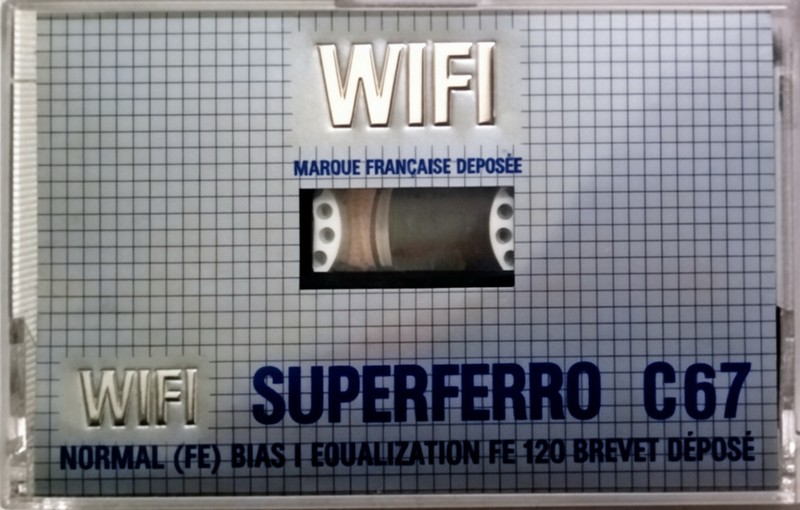 WIFI
MARQUE FRANÇAISE DEPOSÉE
WIFI SUPERFERRO C67
NORMAL (FE) BIAS I EQUALIZATION FE 120 BREVET DÉPOSÉ